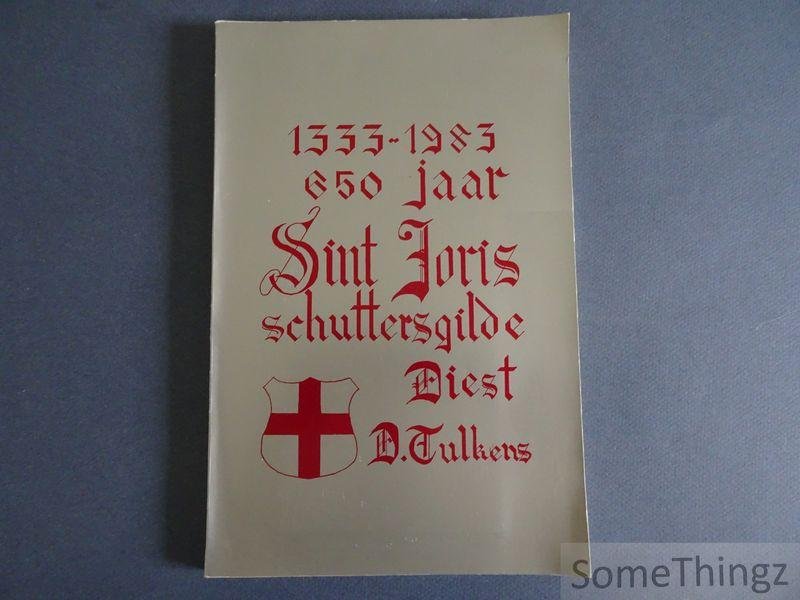 1333-1983
650 jaar
Sint Joris
schuttersgilde
Diest
D. Tulkens
SomeThingz